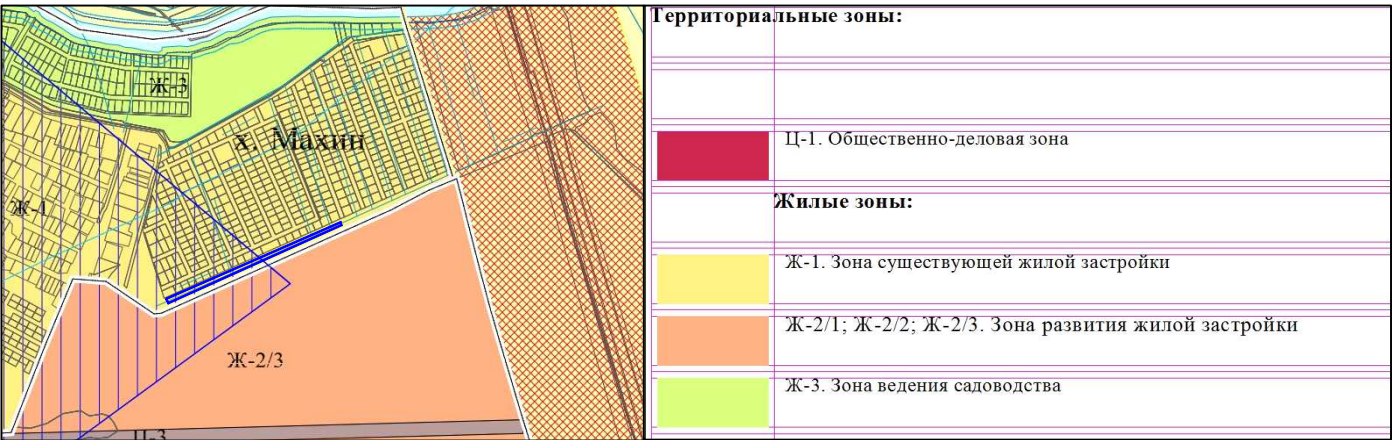 Ж-3
х. Махин
Ж-1
Ж-2/3
Территориальные зоны:
Ц-1. Общественно-деловая зона
Жилые зоны:
Ж-1. Зона существующей жилой застройки
Ж-2/1; Ж-2/2; Ж-2/3. Зона развития жилой застройки
Ж-3. Зона ведения садоводства